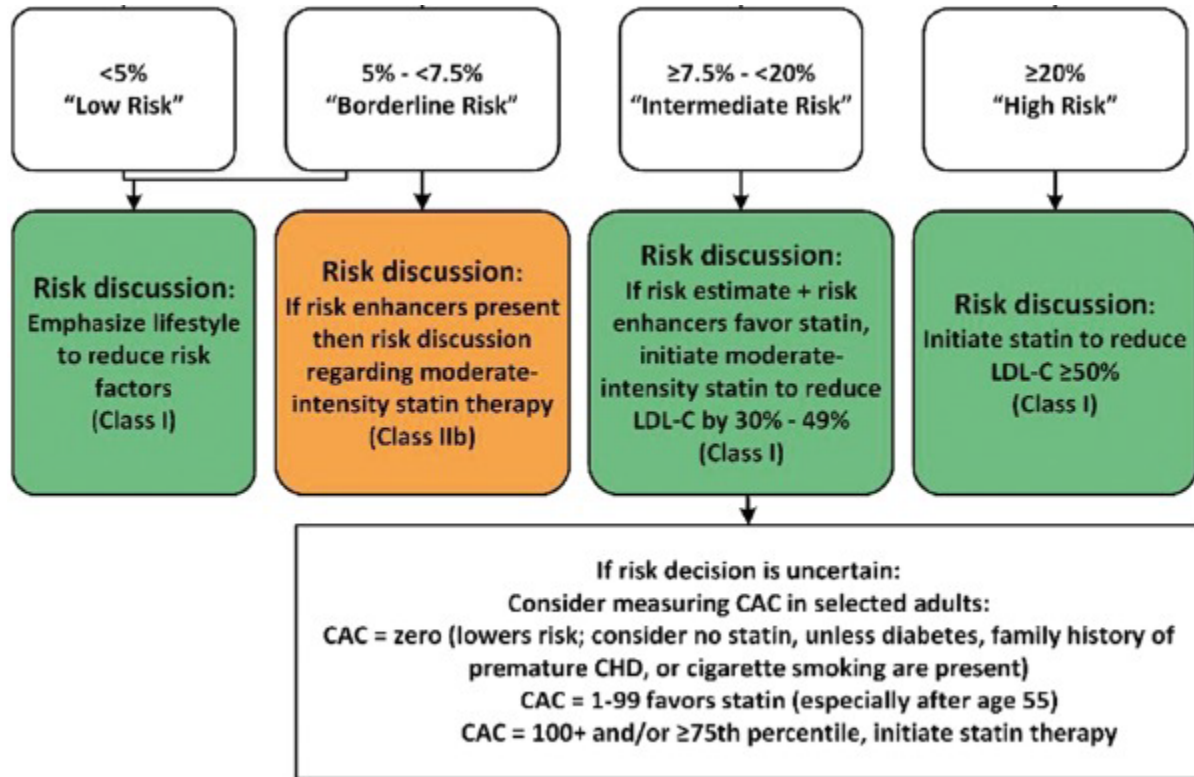 <5%
“Low Risk”
5% - <7.5%
“Borderline Risk”
≥7.5% - <20%
“Intermediate Risk”
≥20%
“High Risk”
Risk discussion:
Emphasize lifestyle
to reduce risk
factors
(Class I)
Risk discussion:
If risk enhancers present
then risk discussion
regarding moderate-
intensity statin therapy
(Class IIb)
Risk discussion:
If risk estimate + risk
enhancers favor statin,
initiate moderate-
intensity statin to reduce
LDL-C by 30% - 49%
(Class I)
Risk discussion:
Initiate statin to reduce
LDL-C ≥50%
(Class I)
If risk decision is uncertain:
Consider measuring CAC in selected adults:
CAC = zero (lowers risk; consider no statin, unless diabetes, family history of
premature CHD, or cigarette smoking are present)
CAC = 1-99 favors statin (especially after age 55)
CAC = 100+ and/or ≥75th percentile, initiate statin therapy